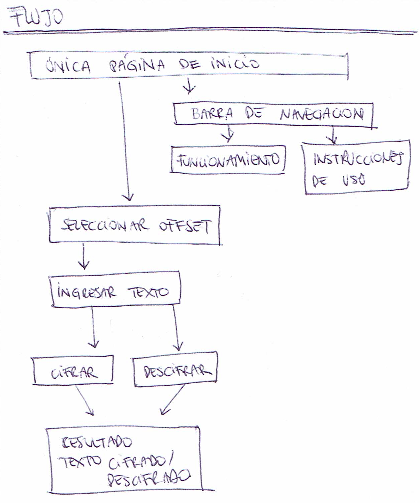 FLUJO
ÚNICA PÁGINA DE INICIO
BARRA DE NAVEGACION
FUNCIONAMIENTO
INSTRUCCIONES
DE USO
SELECCIONAR OFFSET
INGRESAR TEXTO
CIFRAR
DESCIFRAR
RESULTADO
TEXTO CIFRADO/
DESCIFRADO